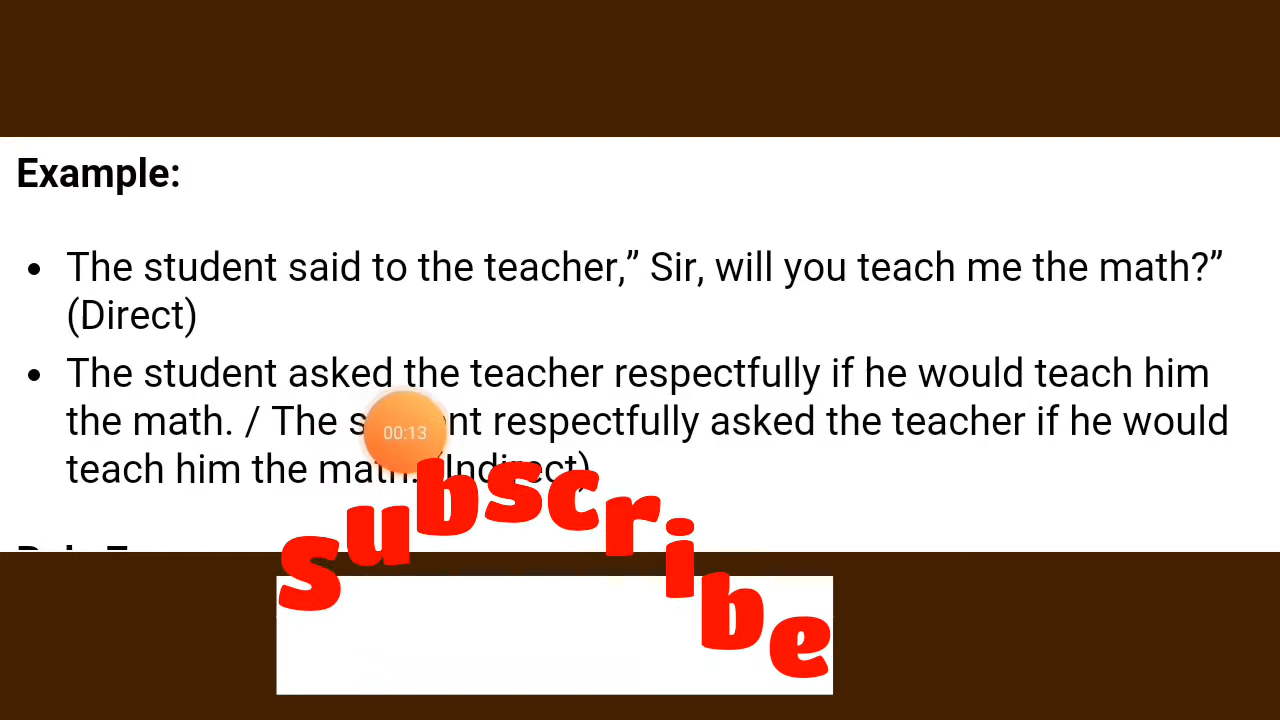 Example:
• The student said to the teacher,” Sir, will you teach me the math?”
(Direct)
• The student asked the teacher respectfully if he would teach him
the math. / The student respectfully asked the teacher if he would
teach him the math. (Indirect)
00:13
subscribe